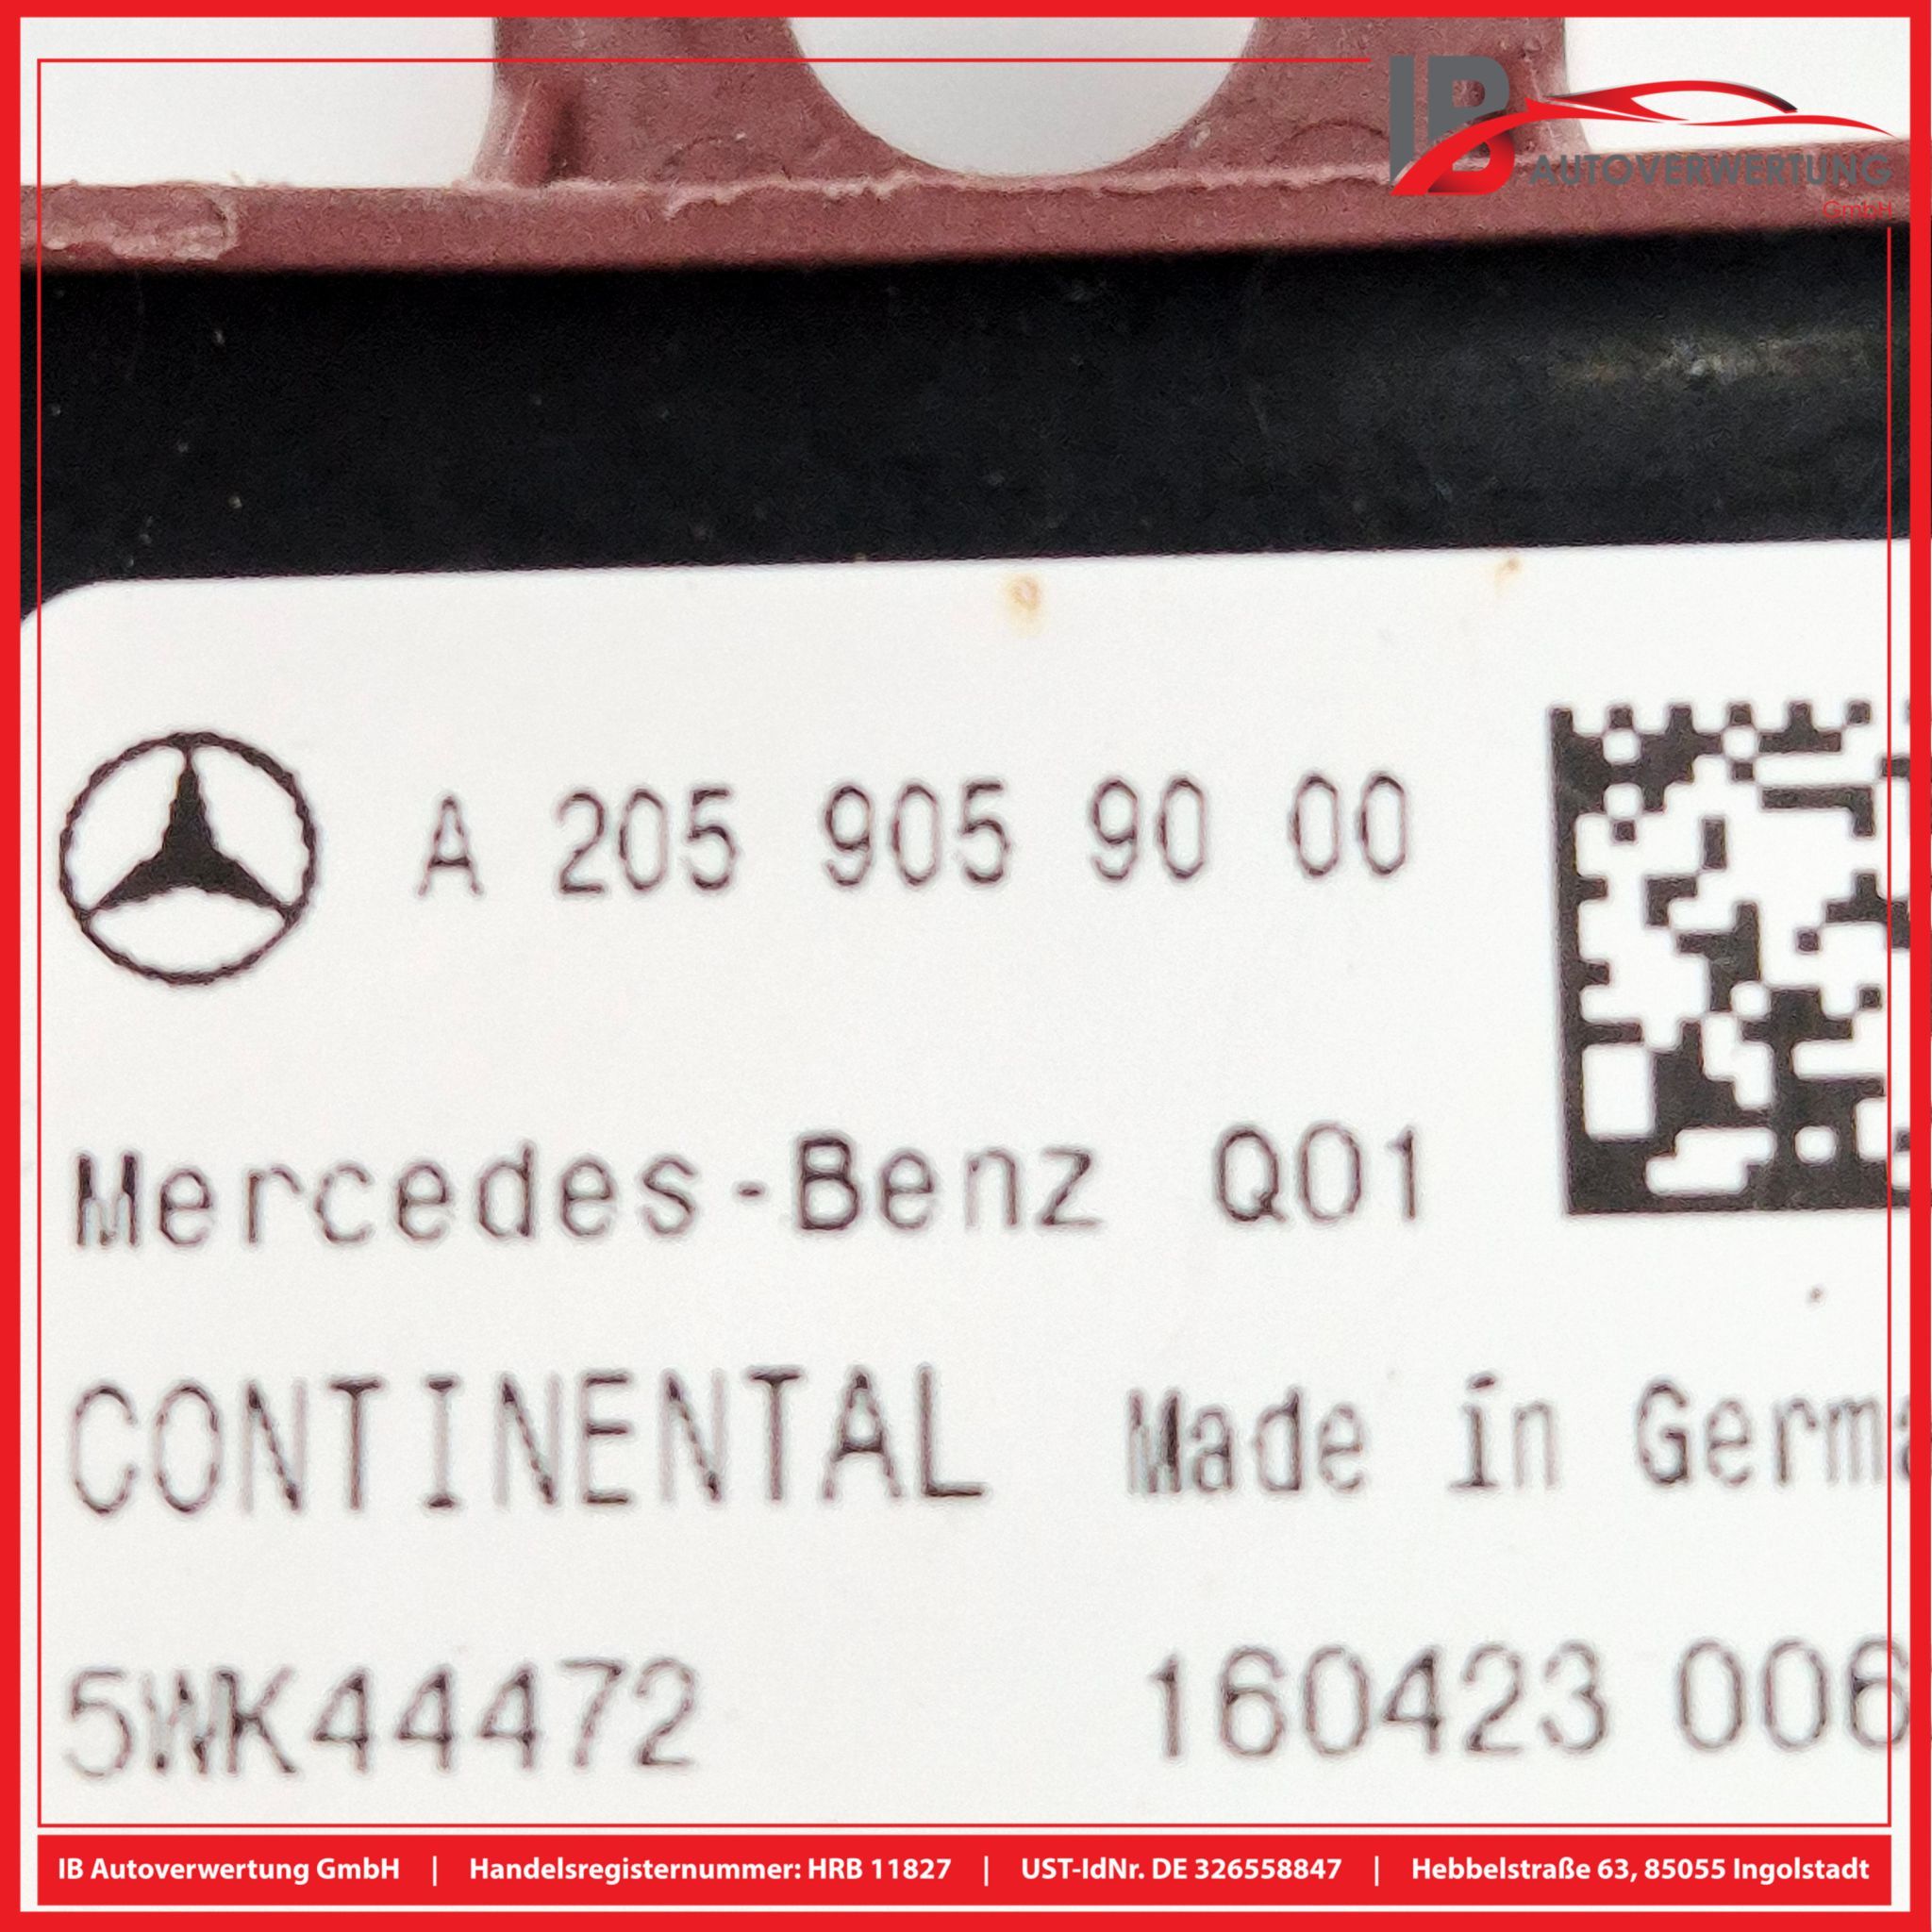 IB
AUTOVERWERTUNG
GmbH
A 205 905 90 00
Mercedes-Benz Q01
CONTINENTAL Made in Germa
5WK44472 160423 006
IB Autoverwertung GmbH | Handelsregisternummer: HRB 11827 | UST-IdNr. DE 326558847 | Hebbelstraße 63, 85055 Ingolstadt